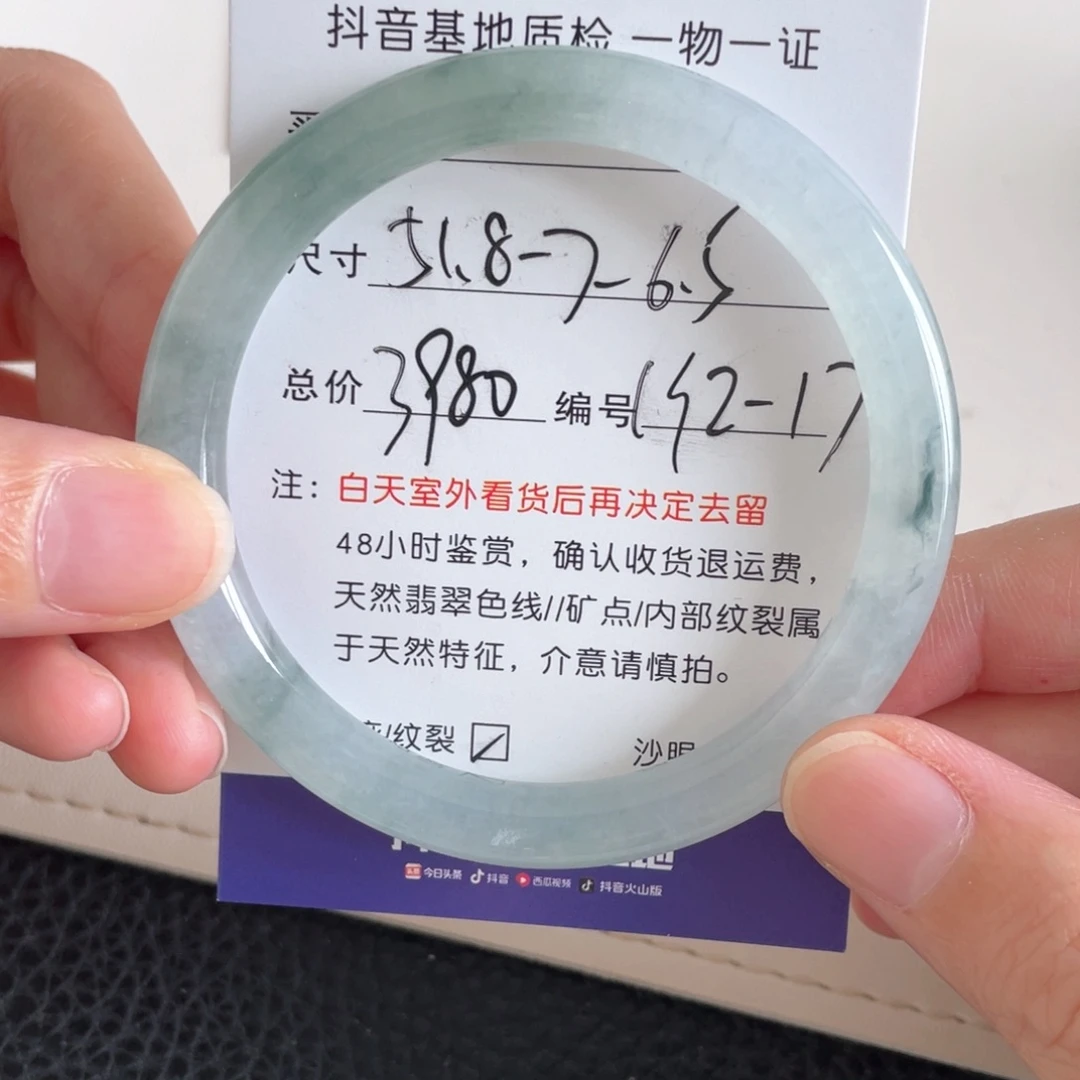 抖音基地质检 一物一证
尺寸 51.8-7-6.5
总价 3980 编号 142-17
注：白天室外看货后再决定去留
48小时鉴赏，确认收货退运费，
天然翡翠色线//矿点/内部纹裂属
于天然特征，介意请慎拍。
/纹裂 沙眼
今日头条 抖音 西瓜视频 抖音火山版